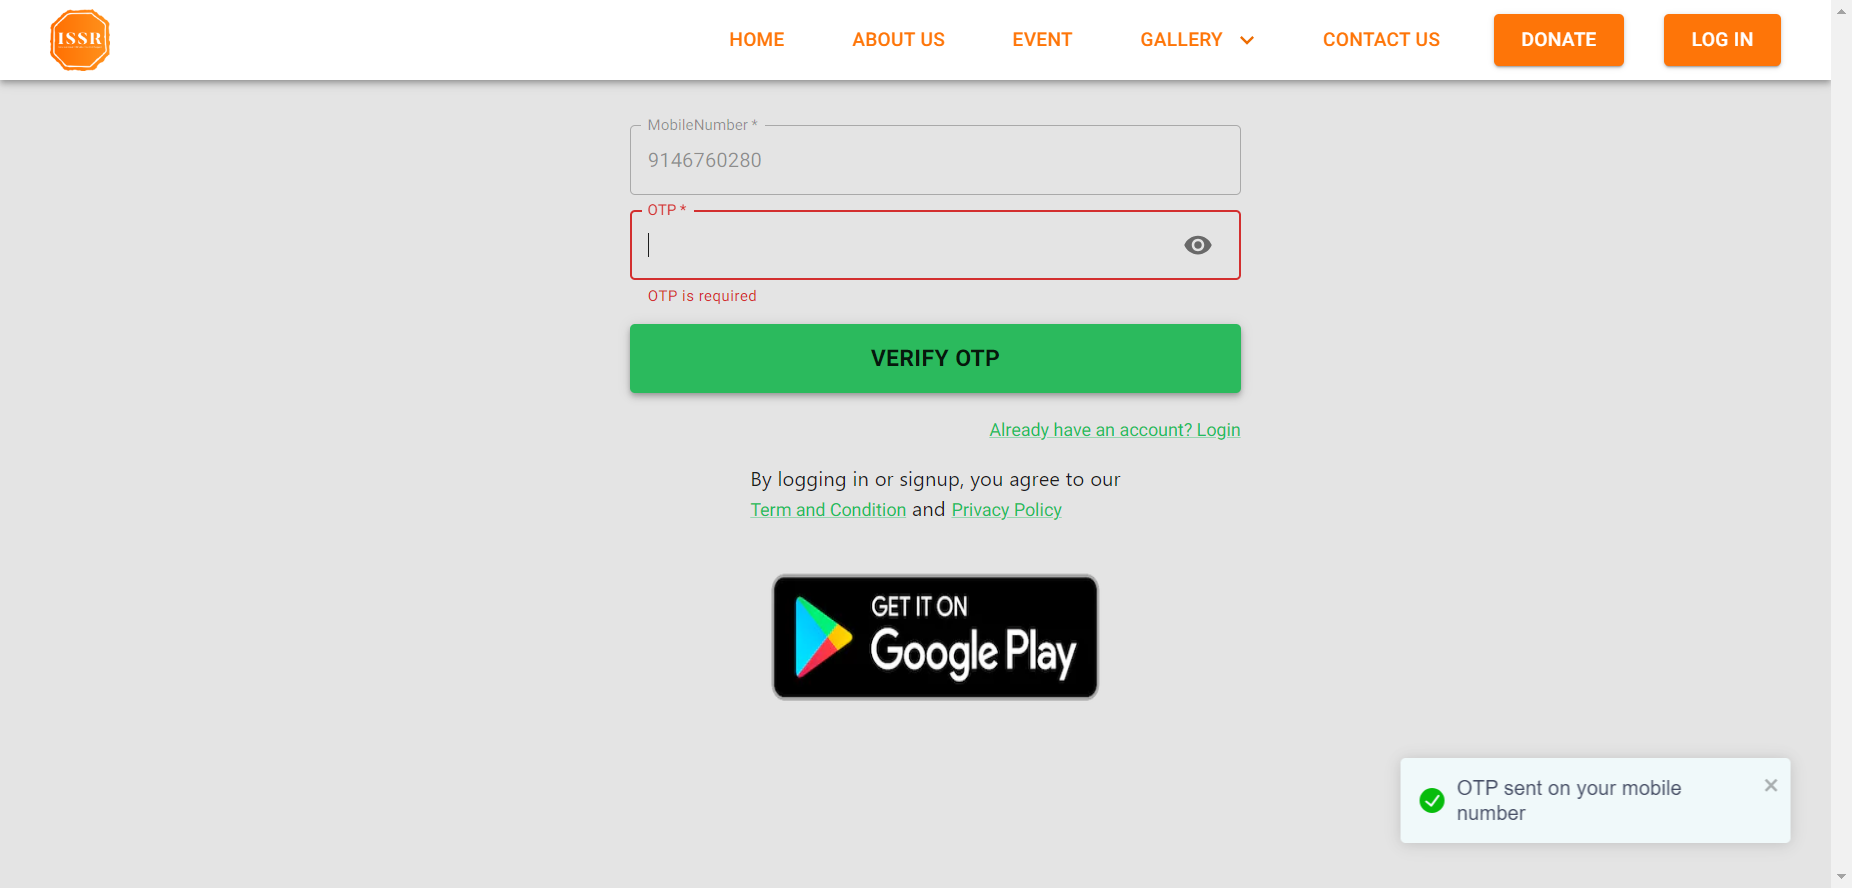 ISSR
HOME
ABOUT US
EVENT
GALLERY
CONTACT US
DONATE
LOG IN
MobileNumber *
9146760280
OTP *
OTP is required
VERIFY OTP
Already have an account? Login
By logging in or signup, you agree to our
Term and Condition and Privacy Policy
GET IT ON
Google Play
OTP sent on your mobile
number